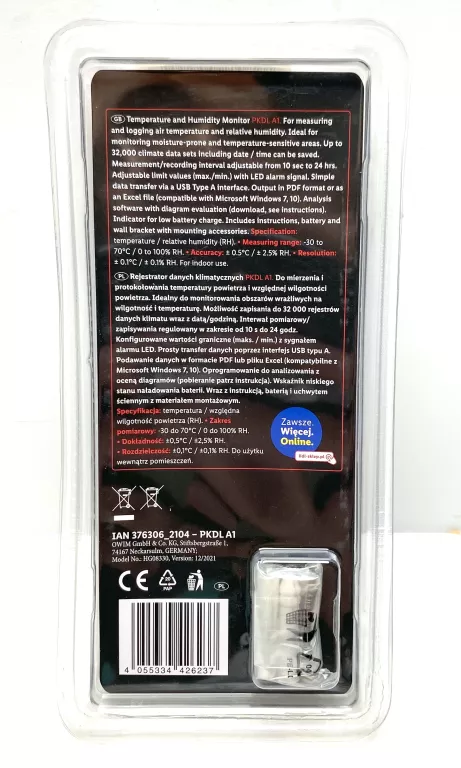 GB Temperature and Humidity Monitor PKDL A1. For measuring
and logging air temperature and relative humidity. Ideal for
monitoring moisture-prone and temperature-sensitive areas. Up to
32,000 climate data sets including date / time can be saved.
Measurement/recording interval adjustable from 10 sec to 24 hrs.
Adjustable limit values (max./min.) with LED alarm signal. Simple
data transfer via a USB Type A interface. Output in PDF format or as
an Excel file (compatible with Microsoft Windows 7, 10). Analysis
software with diagram evaluation (download, see instructions).
Indicator for low battery charge. Includes instructions, battery and
wall bracket with mounting accessories. Specification:
temperature / relative humidity (RH). • Measuring range: -30 to
70°C / 0 to 100% RH. • Accuracy: ± 0.5°C / ± 2.5% RH. • Resolution:
± 0.1°C / ± 0.1% RH. For indoor use.
PL Rejestrator danych klimatycznych PKDL A1. Do mierzenia i
protokołowania temperatury powietrza i względnej wilgotności
powietrza. Idealny do monitorowania obszarów wrażliwych na
wilgotność i temperaturę. Możliwość zapisania do 32 000 rejestrów
danych klimatu wraz z datą/godziną. Interwał pomiarowy/
zapisywania regulowany w zakresie od 10 s do 24 godz.
Konfigurowane wartości graniczne (maks. / min.) z sygnałem
alarmu LED. Prosty transfer danych poprzez interfejs USB typu A.
Podawanie danych w formacie PDF lub pliku Excel (kompatybilne z
Microsoft Windows 7, 10). Oprogramowanie do analizowania z
oceną diagramów (pobieranie patrz instrukcja). Wskaźnik niskiego
stanu naładowania baterii. Wraz z instrukcją, baterią i uchwytem
ściennym z materiałem montażowym.
Specyfikacja: temperatura / względna
wilgotność powietrza (RH). • Zakres
pomiarowy: -30 do 70°C / 0 do 100% RH.
• Dokładność: ±0,5°C / ±2,5% RH.
• Rozdzielczość: ±0,1°C / ±0,1% RH. Do użytku
wewnątrz pomieszczeń.
Zawsze.
Więcej.
Online.
lidl-sklep.pl
IAN 376306_2104 – PKDL A1
OWIM GmbH & Co. KG, Stiftsbergstraße 1,
74167 Neckarsulm, GERMANY;
Model No.: HG08330, Version: 12/2021
CE
PAP
PL
4 055334 426237